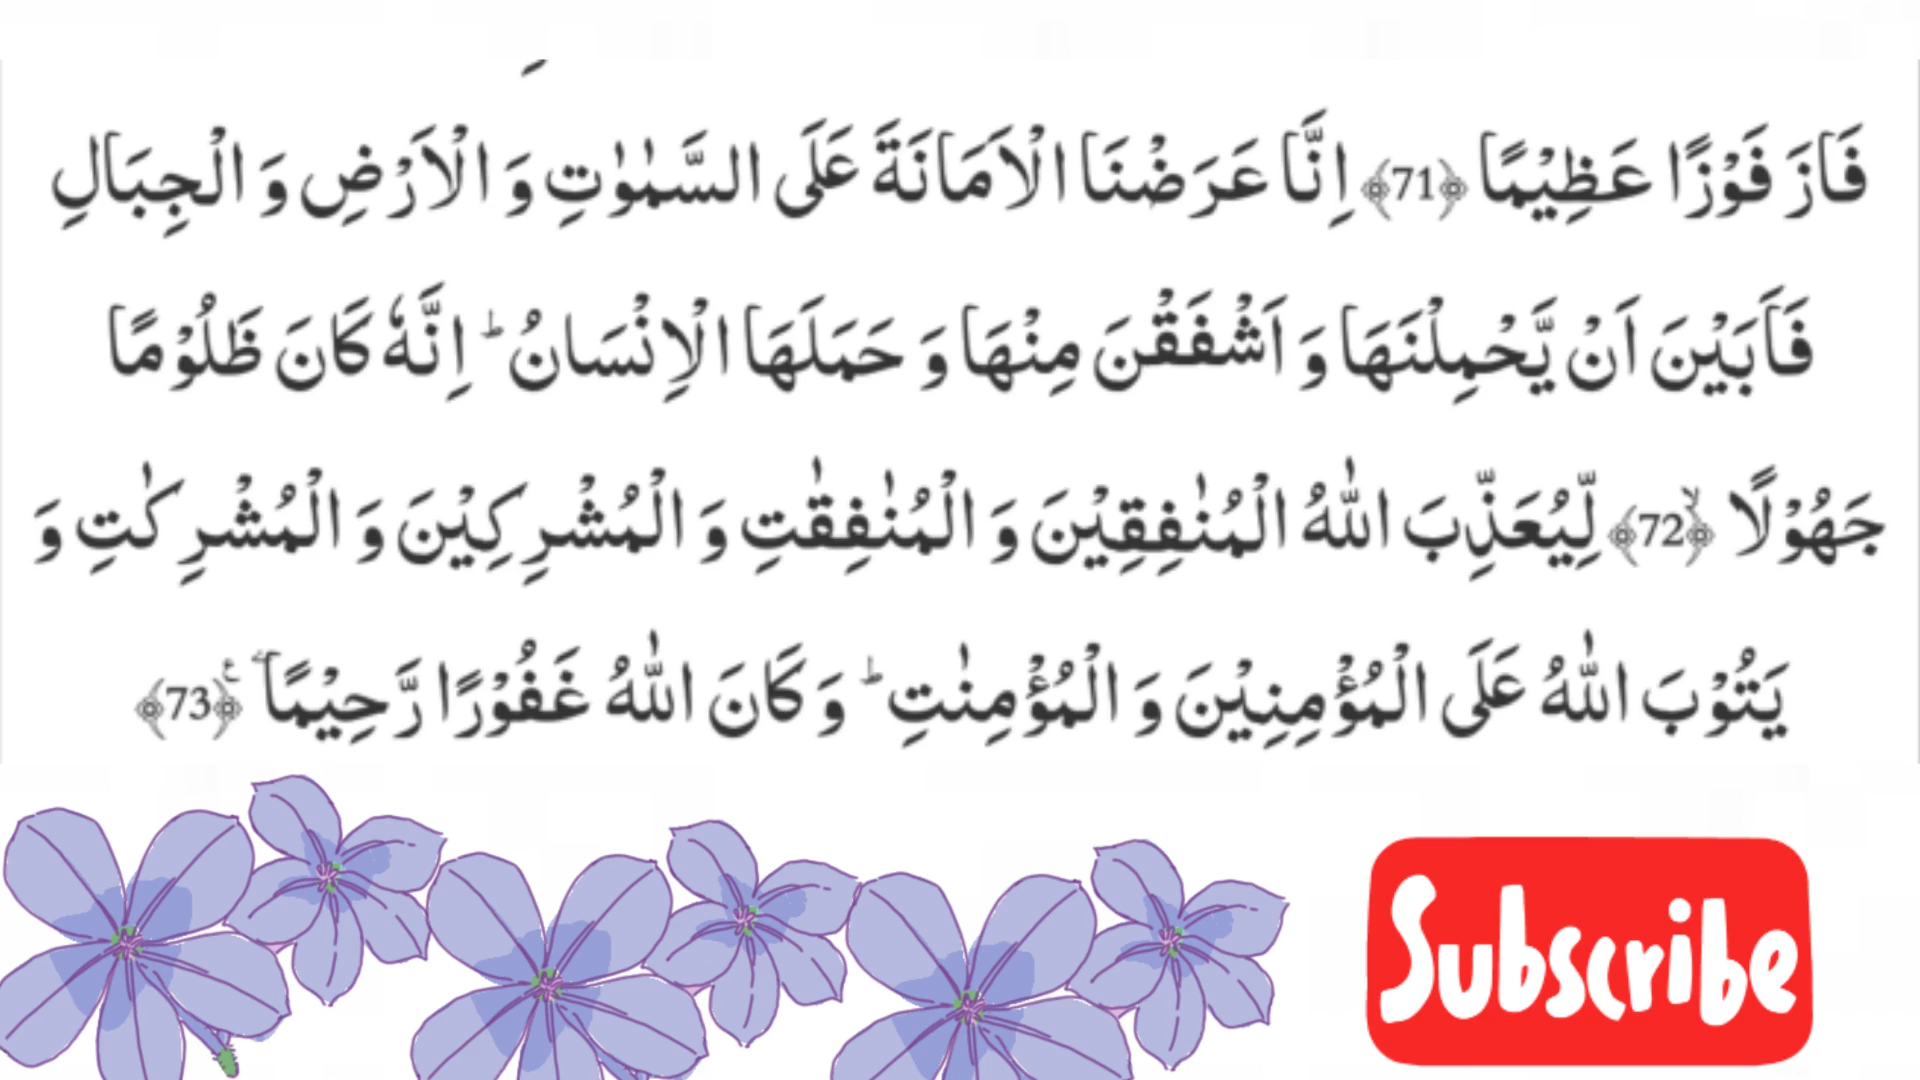 فَازَ فَوْزًا عَظِیْمًا ﴿71﴾ اِنَّا عَرَضْنَا الْاَمَانَةَ عَلَى السَّمٰوٰتِ وَ الْاَرْضِ وَ الْجِبَالِ
فَاَبَیْنَ اَنْ یَّحْمِلْنَهَا وَ اَشْفَقْنَ مِنْهَا وَ حَمَلَهَا الْاِنْسَانُؕ اِنَّهٗ كَانَ ظَلُوْمًا
جَهُوْلًاۙ ﴿72﴾ لِّیُعَذِّبَ اللّٰهُ الْمُنٰفِقِیْنَ وَ الْمُنٰفِقٰتِ وَ الْمُشْرِكِیْنَ وَ الْمُشْرِكٰتِ وَ
یَتُوْبَ اللّٰهُ عَلَى الْمُؤْمِنِیْنَ وَ الْمُؤْمِنٰتِؕ وَ كَانَ اللّٰهُ غَفُوْرًا رَّحِیْمًا۠ ﴿73﴾
Subscribe